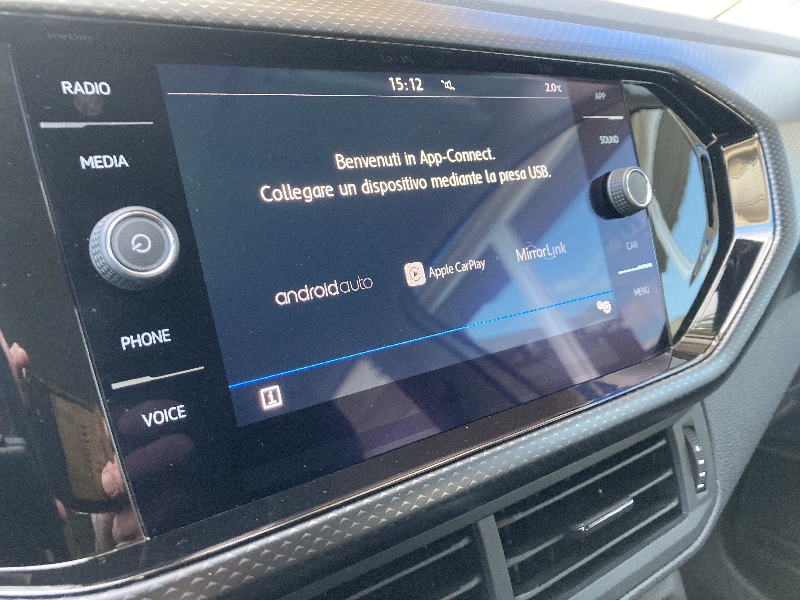 RADIO
MEDIA
PHONE
VOICE
15:12
2.0°C
Benvenuti in App-Connect.
Collegare un dispositivo mediante la presa USB.
androidauto
Apple CarPlay
MirrorLink
i
APP
SOUND
CAR
MENU